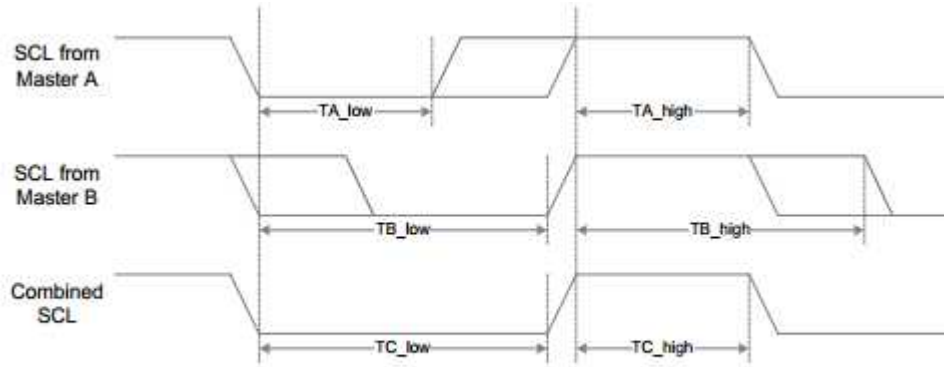 SCL from
Master A
TA_low
TA_high
SCL from
Master B
TB_low
TB_high
Combined
SCL
TC_low
TC_high